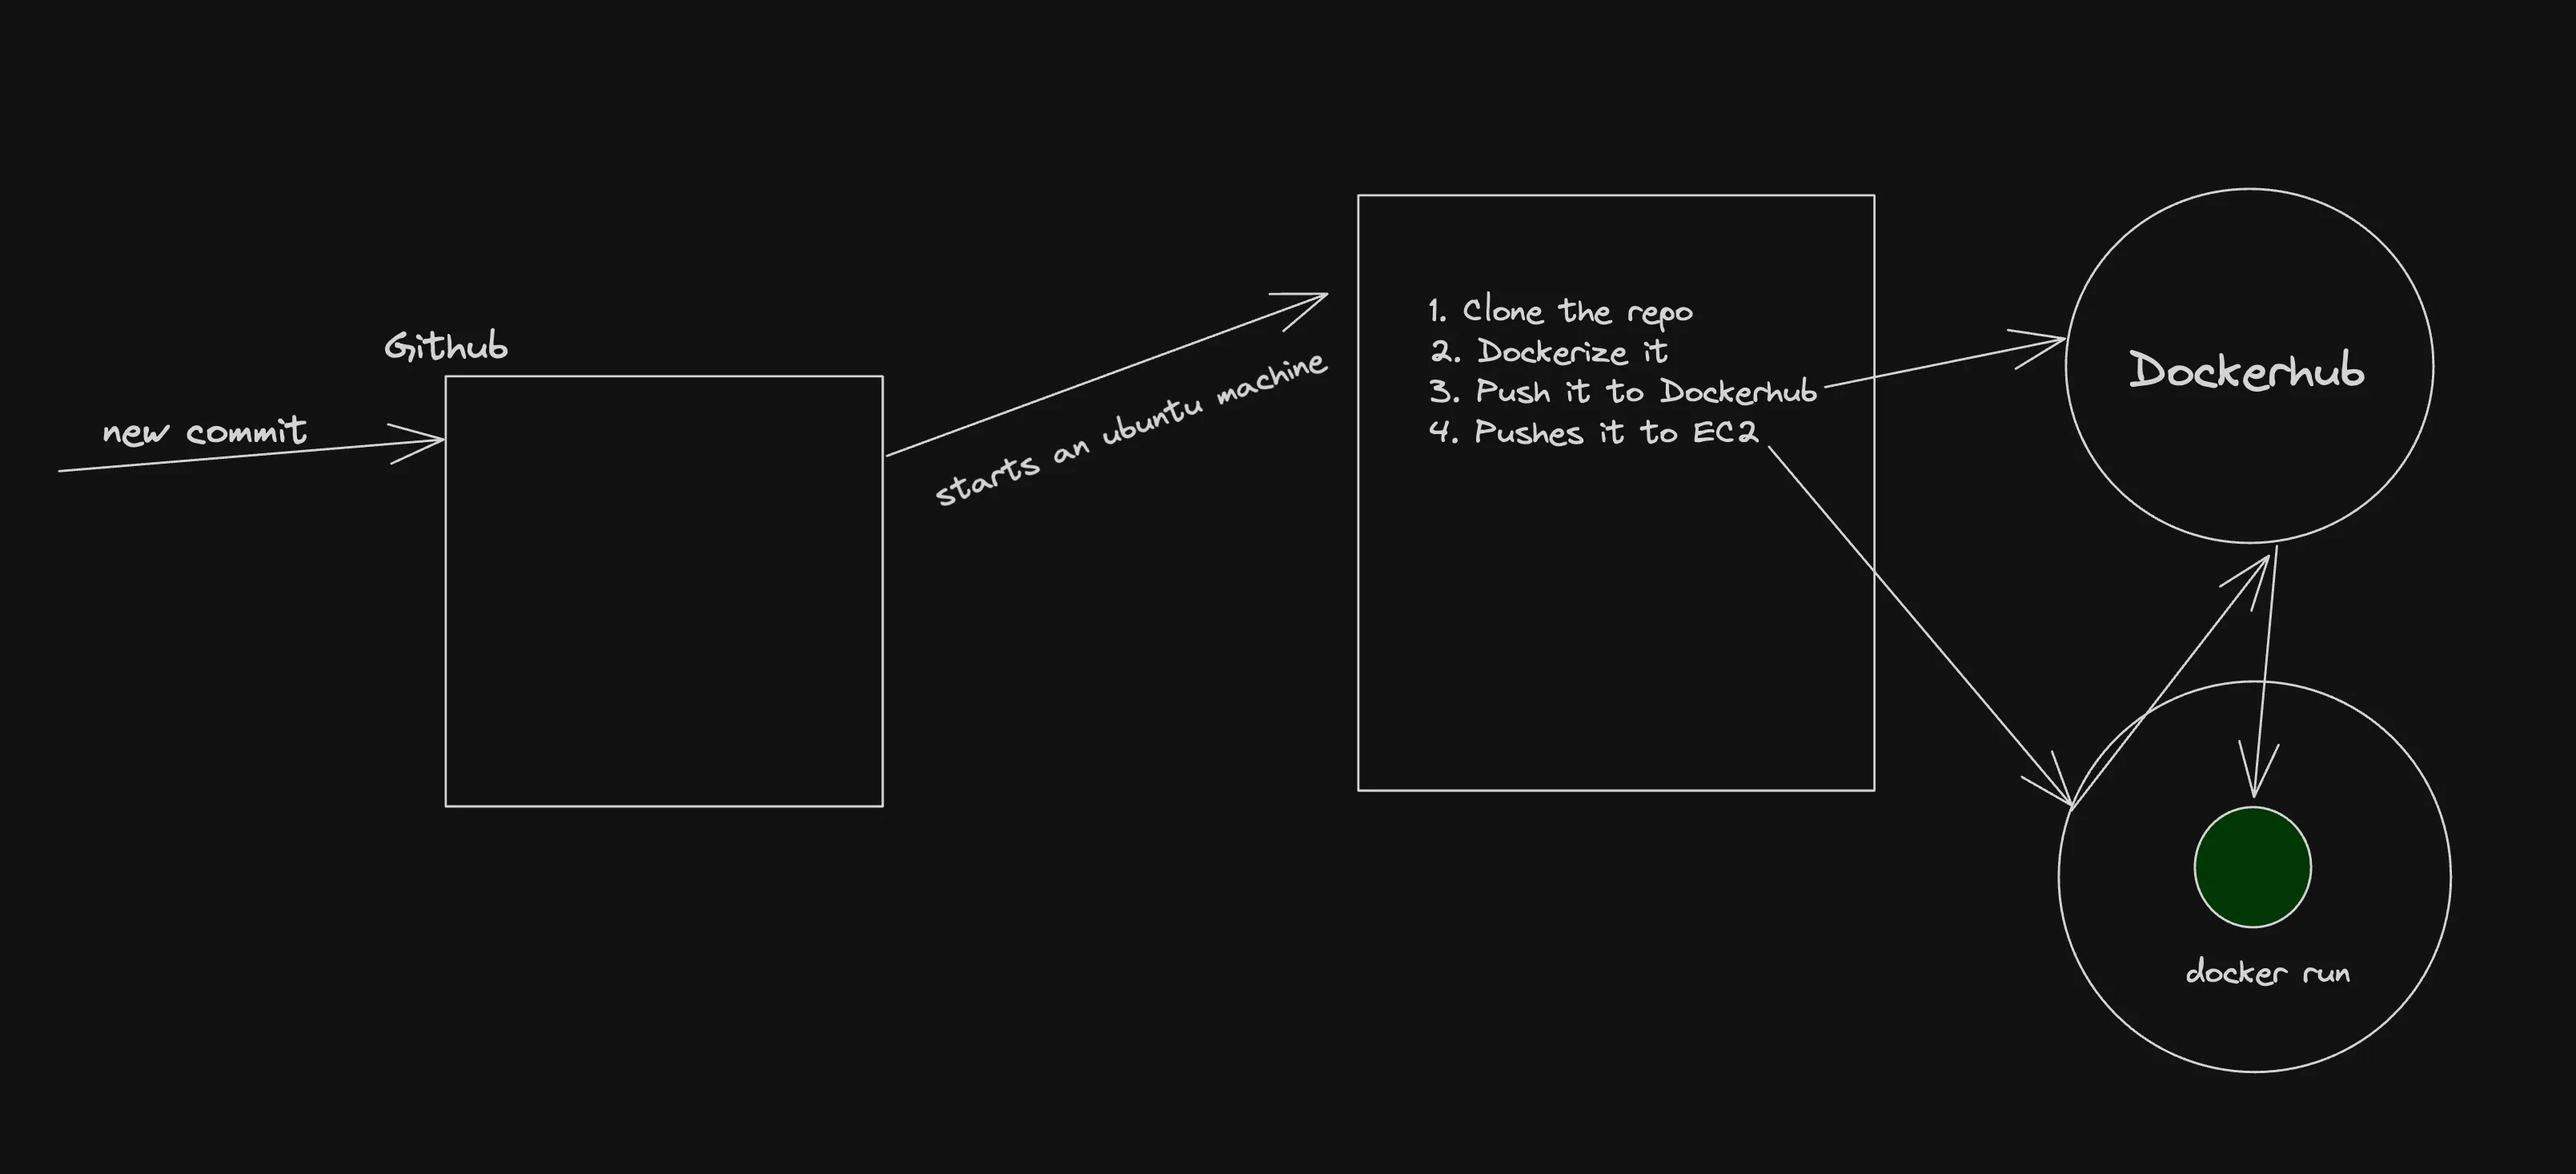 Github
new commit
starts an ubuntu machine
1. Clone the repo
2. Dockerize it
3. Push it to Dockerhub
4. Pushes it to EC2
Dockerhub
docker run